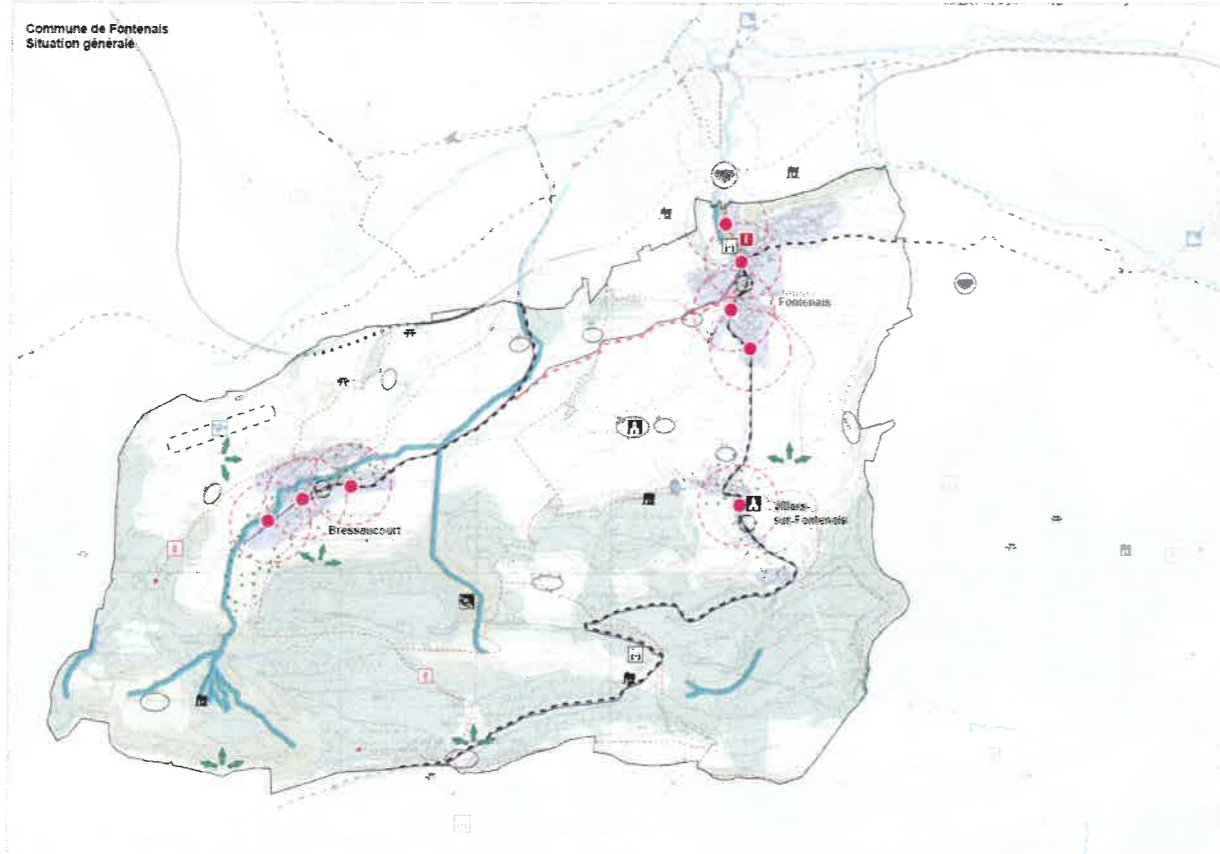 Commune de Fontenais
Situation générale
Fontenais
Villars-
sur-Fontenais
Bressaucourt